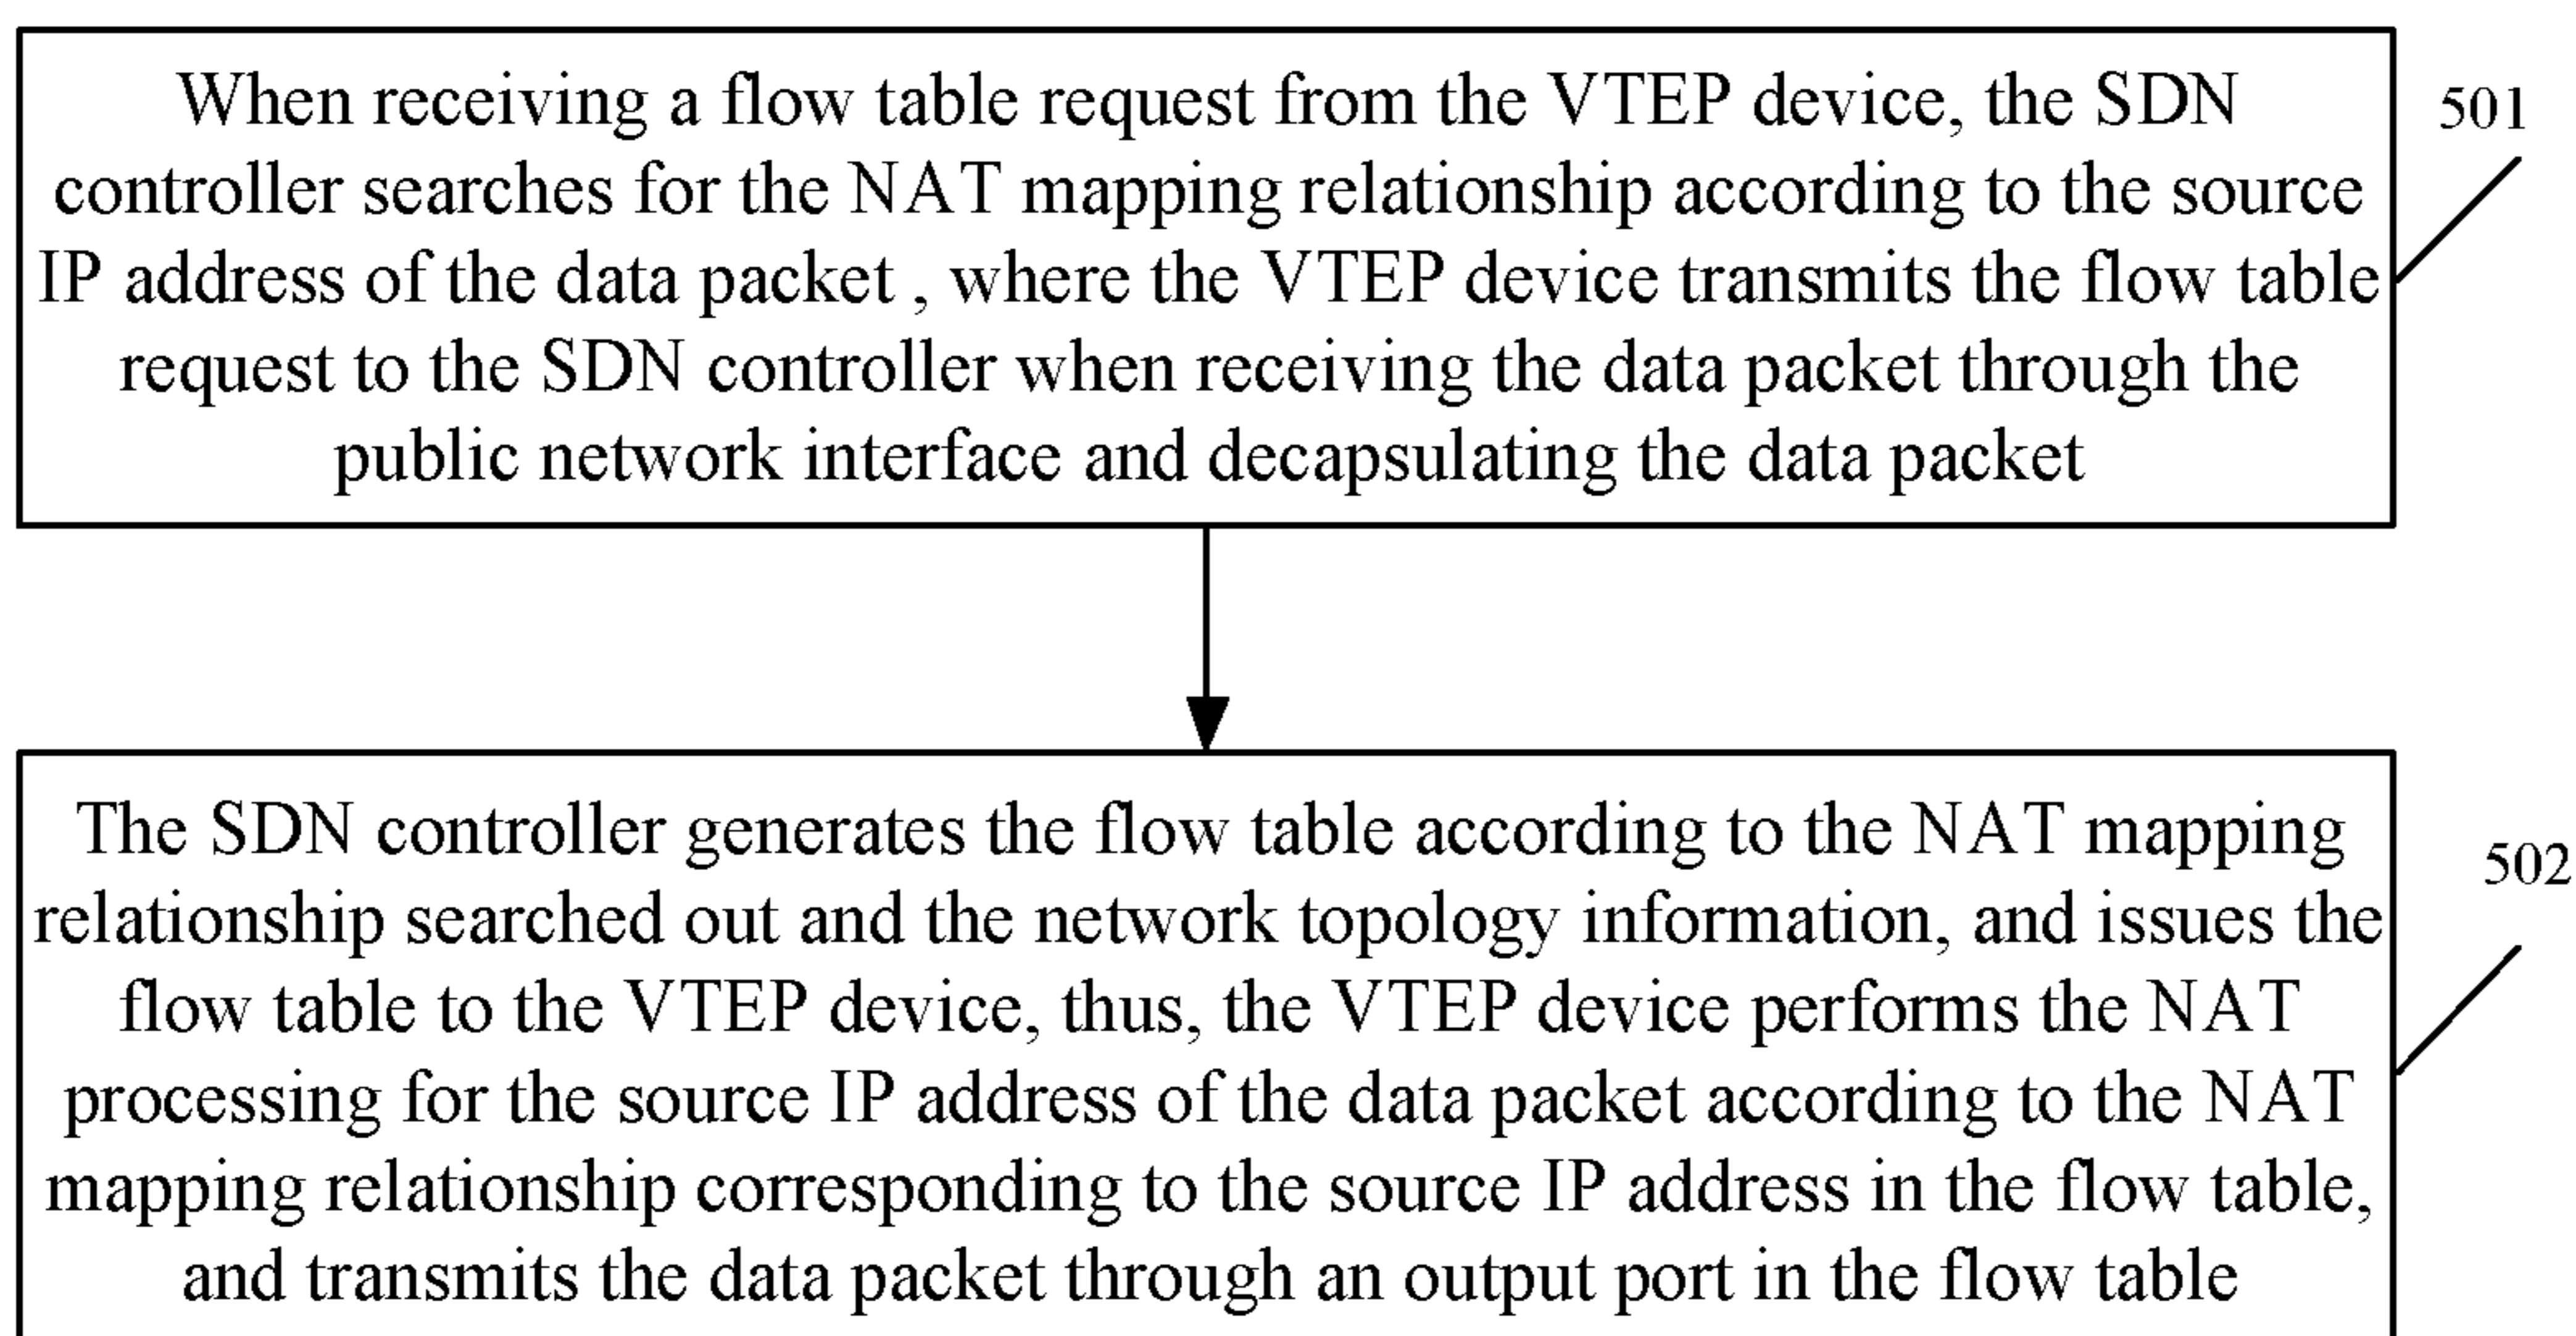 When receiving a flow table request from the VTEP device, the SDN
controller searches for the NAT mapping relationship according to the source
IP address of the data packet , where the VTEP device transmits the flow table
request to the SDN controller when receiving the data packet through the
public network interface and decapsulating the data packet
501
The SDN controller generates the flow table according to the NAT mapping
relationship searched out and the network topology information, and issues the
flow table to the VTEP device, thus, the VTEP device performs the NAT
processing for the source IP address of the data packet according to the NAT
mapping relationship corresponding to the source IP address in the flow table,
and transmits the data packet through an output port in the flow table
502